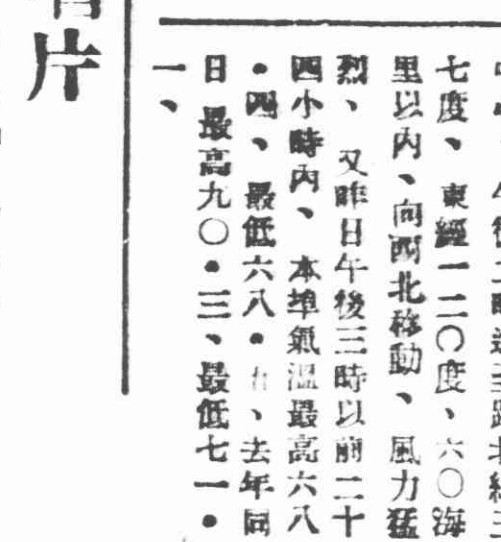 七度、東經一二〇度、六〇海
里以內、向西北移動、風力猛
烈、又昨日午後三時以前二十
四小時內、本埠氣溫最高六八
・四、最低六八・、去年同
日最高九〇・三、最低七一・
一、
片